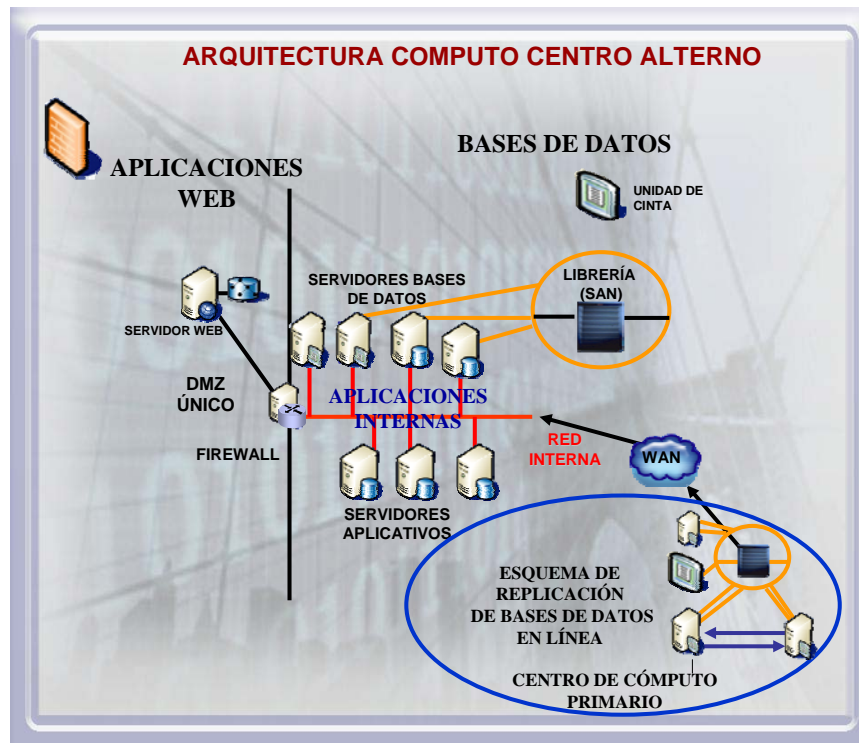 ARQUITECTURA COMPUTO CENTRO ALTERNO
APLICACIONES
WEB
BASES DE DATOS
UNIDAD DE
CINTA
SERVIDORES BASES
DE DATOS
LIBRERÍA
(SAN)
SERVIDOR WEB
DMZ
ÚNICO
APLICACIONES
INTERNAS
FIREWALL
RED
INTERNA
WAN
SERVIDORES
APLICATIVOS
ESQUEMA DE
REPLICACIÓN
DE BASES DE DATOS
EN LÍNEA
CENTRO DE CÓMPUTO
PRIMARIO